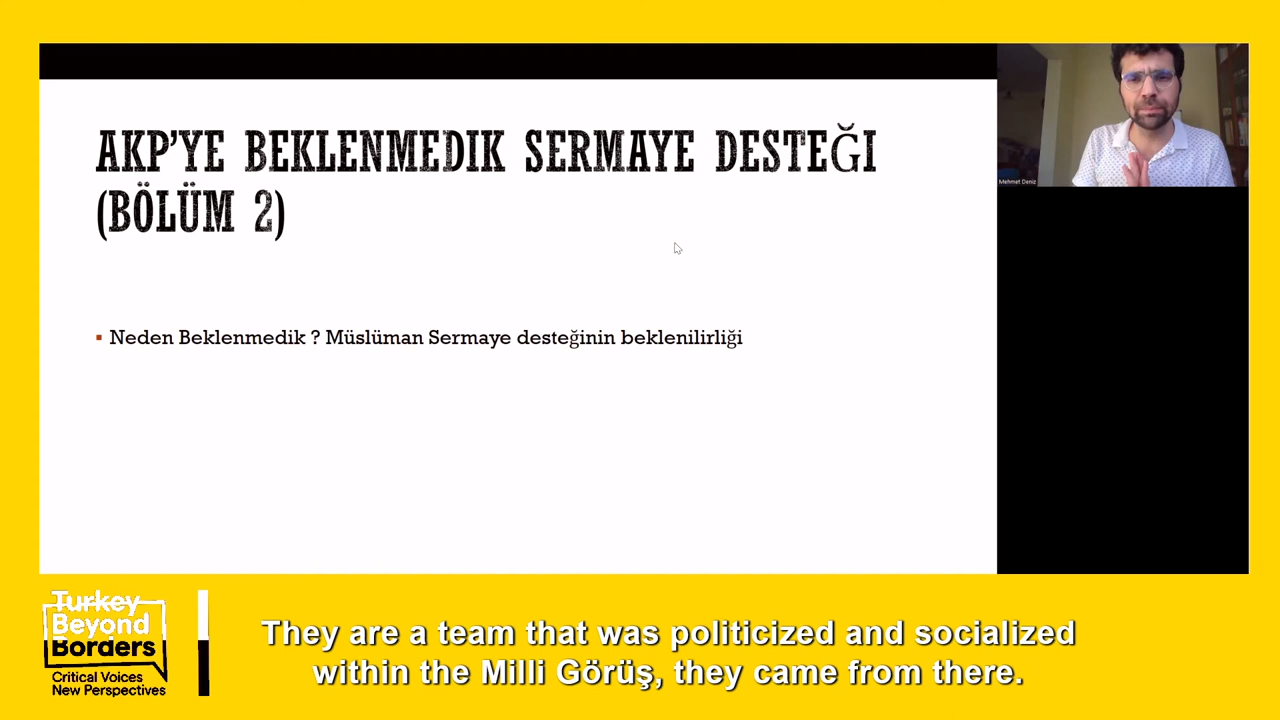 AKP'YE BEKLENMEDIK SERMAYE DESTEĞI
(BÖLÜM 2)
Neden Beklenmedik ? Müslüman Sermaye desteğinin beklenilirliği
Mehmet Deniz
Turkey
Beyond
Borders
Critical Voices
New Perspectives
They are a team that was politicized and socialized
within the Milli Görüş, they came from there.